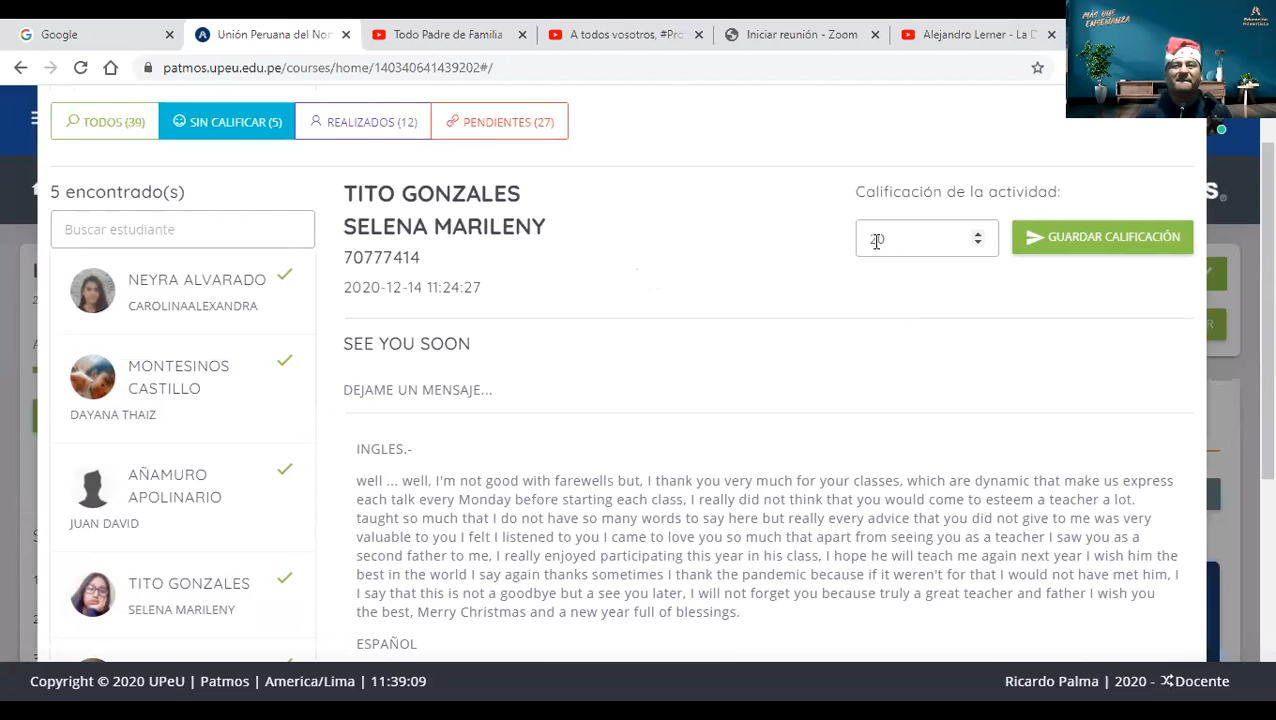 Google
Unión Peruana del Nor
Toto Padre de Familia
A todos vosotros, #Pro
Iniciar reunión - Zoom
Alejandro Lerner - La D
MÁS QUE
ENSEÑANZA
Educación
Adventista
patmos.upeu.edu.pe/courses/home/140340641439202#/
TODOS (39)
SIN CALIFICAR (5)
REALIZADOS (12)
PENDIENTES (27)
5 encontrado(s)
Buscar estudiante
NEYRA ALVARADO
CAROLINAALEXANDRA
MONTESINOS
CASTILLO
DAYANA THAIZ
AÑAMURO
APOLINARIO
JUAN DAVID
TITO GONZALES
SELENA MARILENY
TITO GONZALES
SELENA MARILENY
70777414
2020-12-14 11:24:27
Calificación de la actividad:
20
GUARDAR CALIFICACIÓN
SEE YOU SOON
DEJAME UN MENSAJE...
INGLES.-
well ... well, I'm not good with farewells but, I thank you very much for your classes, which are dynamic that make us express
each talk every Monday before starting each class, I really did not think that you would come to esteem a teacher a lot.
taught so much that I do not have so many words to say here but really every advice that you did not give to me was very
valuable to you I felt I listened to you I came to love you so much that apart from seeing you as a teacher I saw you as a
second father to me, I really enjoyed participating this year in his class, I hope he will teach me again next year I wish him the
best in the world I say again thanks sometimes I thank the pandemic because if it weren't for that I would not have met him, I
I say that this is not a goodbye but a see you later, I will not forget you because truly a great teacher and father I wish you
the best, Merry Christmas and a new year full of blessings.
ESPAÑOL
Copyright © 2020 UPeU | Patmos | America/Lima | 11:39:09
Ricardo Palma | 2020 - Docente